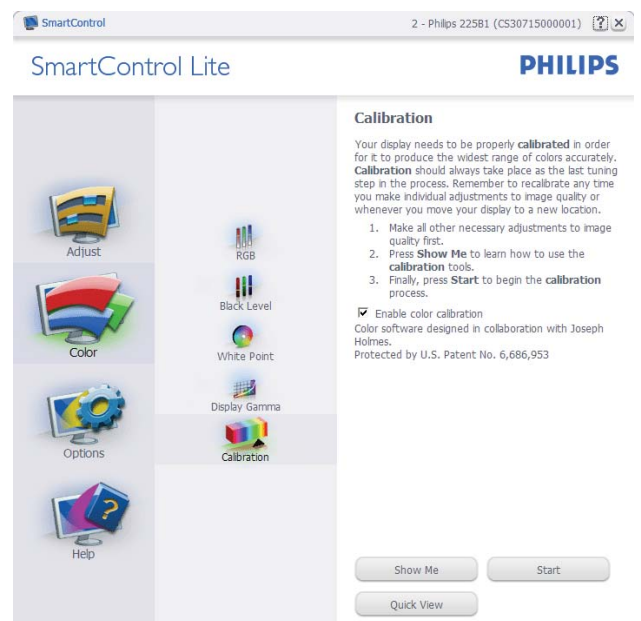 SmartControl
2 - Philips 225B1 (CS30715000001)
?
SmartControl Lite
PHILIPS
Adjust
Color
Options
?
Help
RGB
Black Level
White Point
Display Gamma
Calibration
Calibration
Your display needs to be properly calibrated in order
for it to produce the widest range of colors accurately.
Calibration should always take place as the last tuning
step in the process. Remember to recalibrate any time
you make individual adjustments to image quality or
whenever you move your display to a new location.
1. Make all other necessary adjustments to image
quality first.
2. Press Show Me to learn how to use the
calibration tools.
3. Finally, press Start to begin the calibration
process.
Enable color calibration
Color software designed in collaboration with Joseph
Holmes.
Protected by U.S. Patent No. 6,686,953
Show Me
Start
Quick View